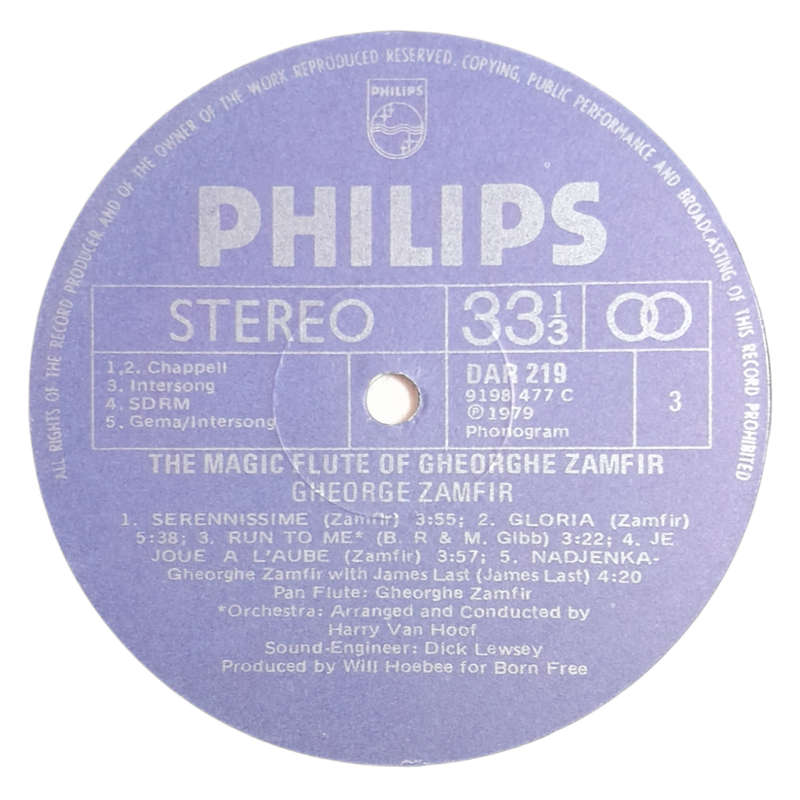 ALL RIGHTS OF THE RECORD PRODUCER AND OF THE OWNER OF THE WORK REPRODUCED RESERVED. COPYING, PUBLIC PERFORMANCE AND BROADCASTING OF THIS RECORD PROHIBITED
PHILIPS
PHILIPS
STEREO 33 1/3
1,2. Chappell
3. Intersong
4. SDRM
5. Gema/Intersong
DAR 219
9198 477 C
Ⓟ 1979
Phonogram
3
THE MAGIC FLUTE OF GHEORGHE ZAMFIR
GHEORGE ZAMFIR
1. SERENNISSIME (Zamfir) 3:55; 2. GLORIA (Zamfir)
5:38; 3. RUN TO ME* (B. R & M. Gibb) 3:22; 4. JE
JOUE A L'AUBE (Zamfir) 3:57; 5. NADJENKA-
Gheorghe Zamfir with James Last (James Last) 4:20
Pan Flute: Gheorghe Zamfir
*Orchestra: Arranged and Conducted by
Harry Van Hoof
Sound-Engineer: Dick Lewsey
Produced by Will Hoebee for Born Free